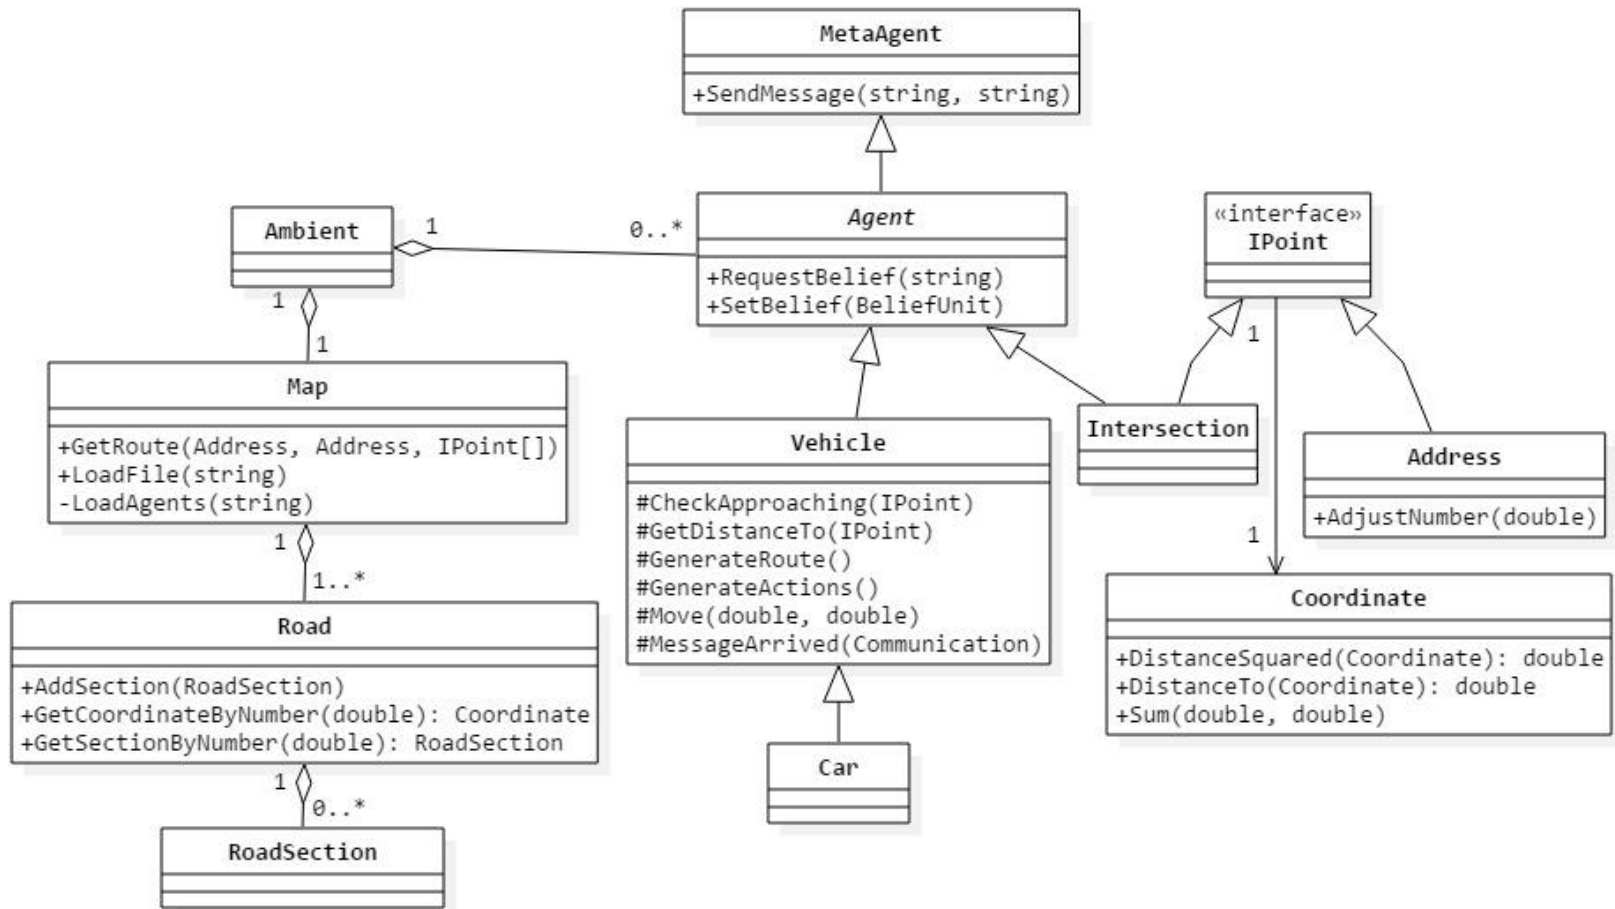 MetaAgent
+SendMessage(string, string)
Ambient
1
0..*
Agent
+RequestBelief(string)
+SetBelief(BeliefUnit)
«interface»
IPoint
1
1
Map
+GetRoute(Address, Address, IPoint[])
+LoadFile(string)
-LoadAgents(string)
1
1..*
Vehicle
#CheckApproaching(IPoint)
#GetDistanceTo(IPoint)
#GenerateRoute()
#GenerateActions()
#Move(double, double)
#MessageArrived(Communication)
Intersection
1
1
Address
+AdjustNumber(double)
Coordinate
+DistanceSquared(Coordinate): double
+DistanceTo(Coordinate): double
+Sum(double, double)
Road
+AddSection(RoadSection)
+GetCoordinateByNumber(double): Coordinate
+GetSectionByNumber(double): RoadSection
1
0..*
Car
RoadSection